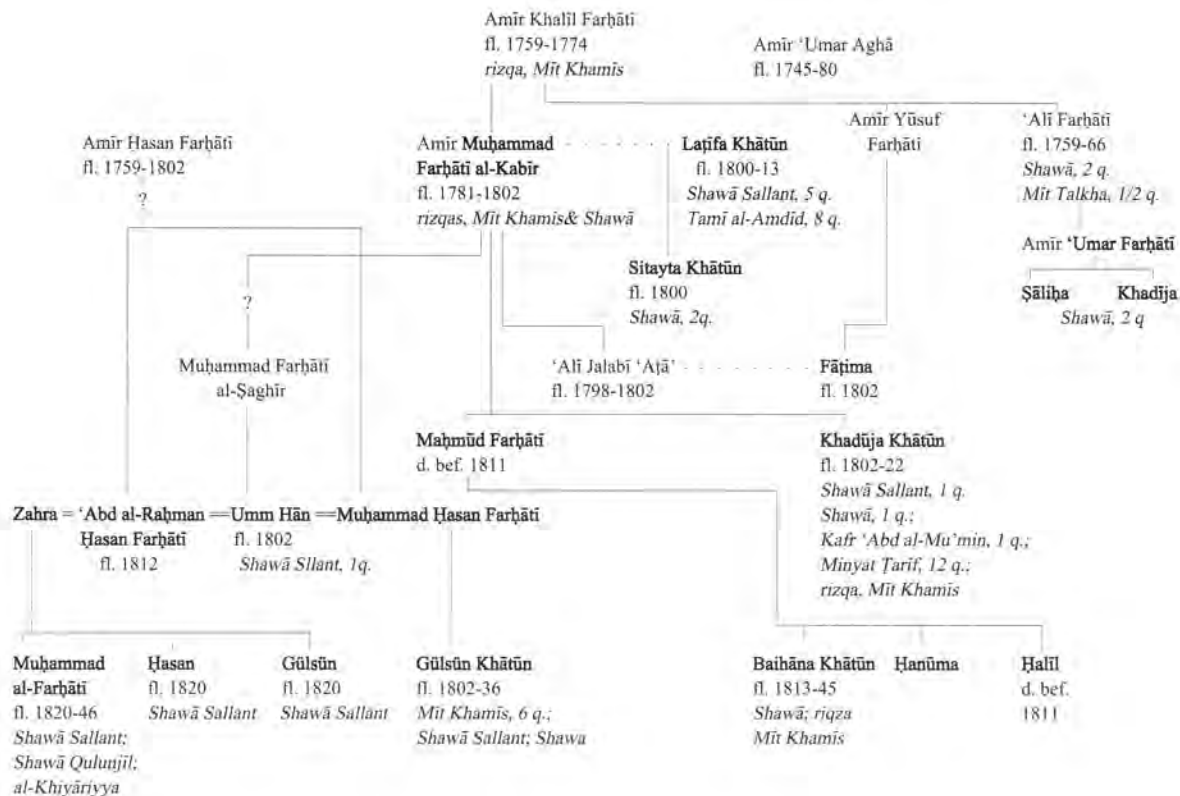 Amīr Khalīl Farḥātī
fl. 1759-1774
rizqa, Mīt Khamīs
Amīr ‘Umar Aghā
fl. 1745-80
Amīr Hasan Farḥātī
fl. 1759-1802
?
Amīr Muḥammad
Farḥātī al-Kabīr
fl. 1781-1802
rizqas, Mīt Khamīs& Shawā
Laṭīfa Khātūn
fl. 1800-13
Shawā Sallant, 5 q.
Tamī al-Amdīd, 8 q.
Amīr Yūsuf
Farḥātī
‘Alī Farḥātī
fl. 1759-66
Shawā, 2 q.
Mīt Talkha, 1/2 q.
Amīr ‘Umar Farḥātī
Ṣāliḥa Khadīja
Shawā, 2 q
Sitayta Khātūn
fl. 1800
Shawā, 2q.
?
Muḥammad Farḥātī
al-Ṣaghīr
‘Alī Jalabī ‘Aṭā’
fl. 1798-1802
Fāṭima
fl. 1802
Maḥmūd Farḥātī
d. bef. 1811
Khadūja Khātūn
fl. 1802-22
Shawā Sallant, 1 q.
Shawā, 1 q.;
Kafr ‘Abd al-Mu’min, 1 q.;
Minyat Ṭarīf, 12 q.;
rizqa, Mīt Khamīs
Zahra = ‘Abd al-Raḥman ==Umm Hān ==Muḥammad Ḥasan Farḥātī
Ḥasan Farḥātī
fl. 1812
fl. 1802
Shawā Sllant, 1q.
Muḥammad
al-Farḥātī
fl. 1820-46
Shawā Sallant;
Shawā Qulunjīl;
al-Khiyāriyya
Ḥasan
fl. 1820
Shawā Sallant
Gülsün
fl. 1820
Shawā Sallant
Gülsün Khātūn
fl. 1802-36
Mīt Khamīs, 6 q.;
Shawā Sallant; Shawa
Baihāna Khātūn
fl. 1813-45
Shawā; riqza
Mīt Khamīs
Ḥanūma
Ḥalīl
d. bef.
1811